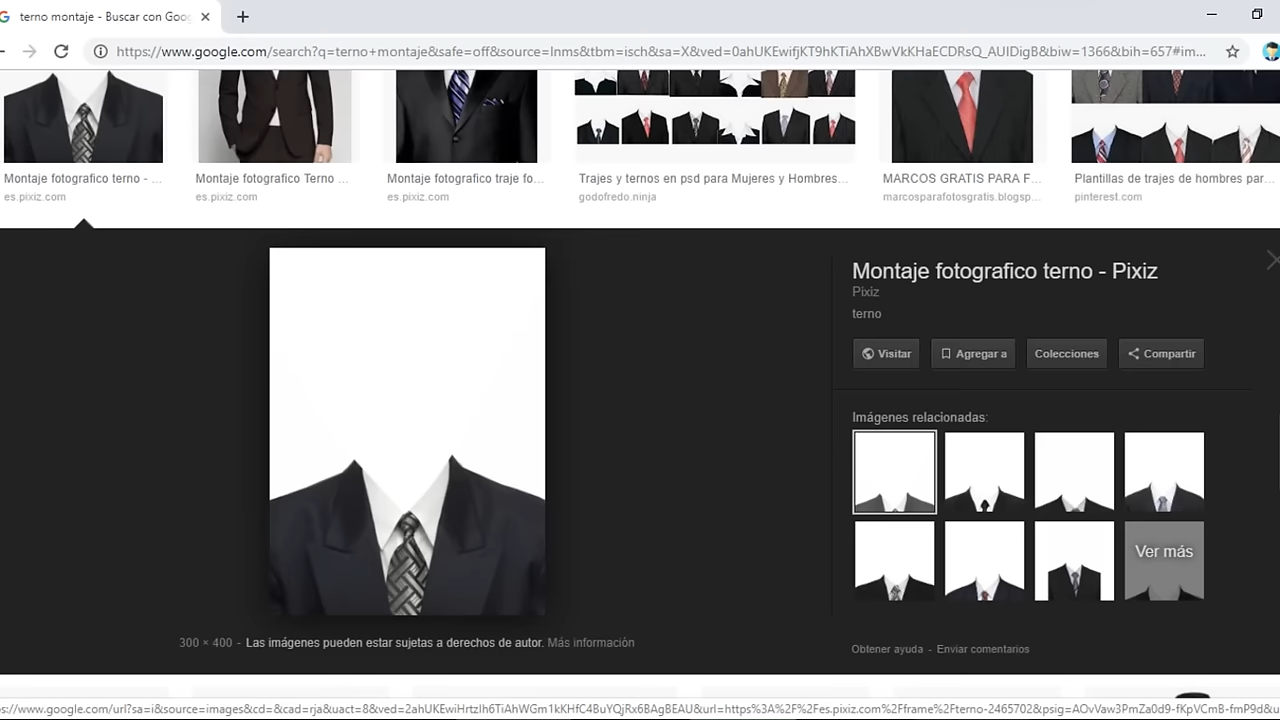 terno montaje - Buscar con Goo
https://www.google.com/search?q=terno+montaje&safe=off&source=lnms&tbm=isch&sa=X&ved=0ahUKEwifjKT9hKTiAhXBwVkKHaECDRsQ_AUIDigB&biw=1366&bih=657#im...
Montaje fotografico terno - ...
Montaje fotografico Terno ...
Montaje fotografico traje fo...
Trajes y ternos en psd para Mujeres y Hombres...
MARCOS GRATIS PARA F...
Plantillas de trajes de hombres par...
es.pixiz.com
es.pixiz.com
es.pixiz.com
godofredo.ninja
marcosparafotosgratis.blogsp...
pinterest.com
Montaje fotografico terno - Pixiz
Pixiz
terno
Visitar
Agregar a
Colecciones
Compartir
Imágenes relacionadas:
Ver más
300 × 400 - Las imágenes pueden estar sujetas a derechos de autor. Más información
Obtener ayuda - Enviar comentarios
s://www.google.com/url?sa=i&source=images&cd=&cad=rja&uact=8&ved=2ahUKEwiHrtzlh6TiAhWGm1kKHfC4BuYQjRx6BAgBEAU&url=https%3A%2F%2Fes.pixiz.com%2Fframe%2Fterno-2465702&psig=AOvVaw3PmZa0d9-fKpVCmB-fmP9d&u